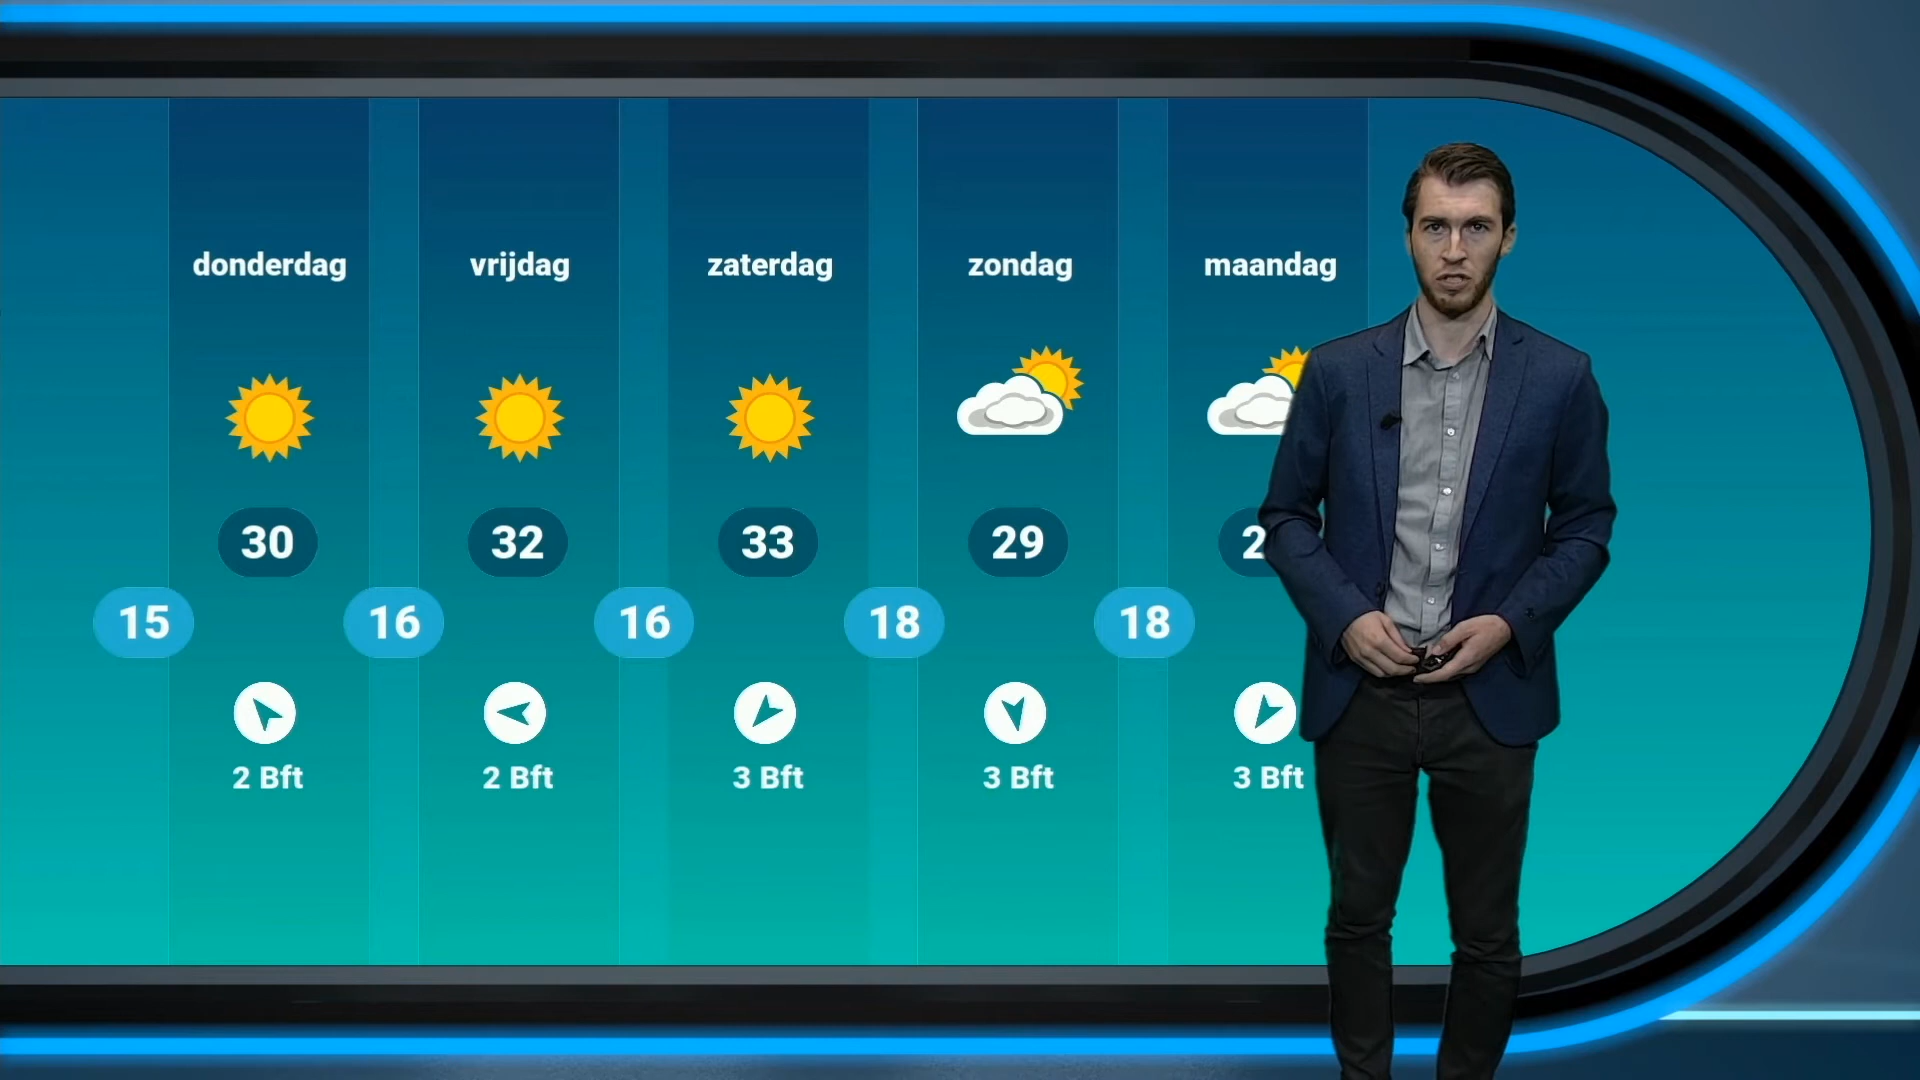 donderdag vrijdag zaterdag zondag maandag
30 32 33 29
15 16 16 18 18
2 Bft 2 Bft 3 Bft 3 Bft 3 Bft